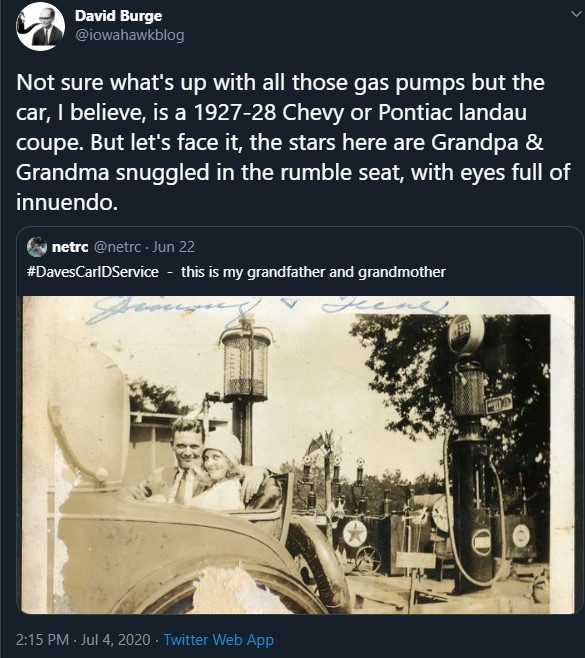 David Burge
@iowahawkblog
Not sure what's up with all those gas pumps but the
car, I believe, is a 1927-28 Chevy or Pontiac landau
coupe. But let's face it, the stars here are Grandpa &
Grandma snuggled in the rumble seat, with eyes full of
innuendo.
netrc @netrc · Jun 22
#DavesCarIDService - this is my grandfather and grandmother
2:15 PM · Jul 4, 2020 · Twitter Web App